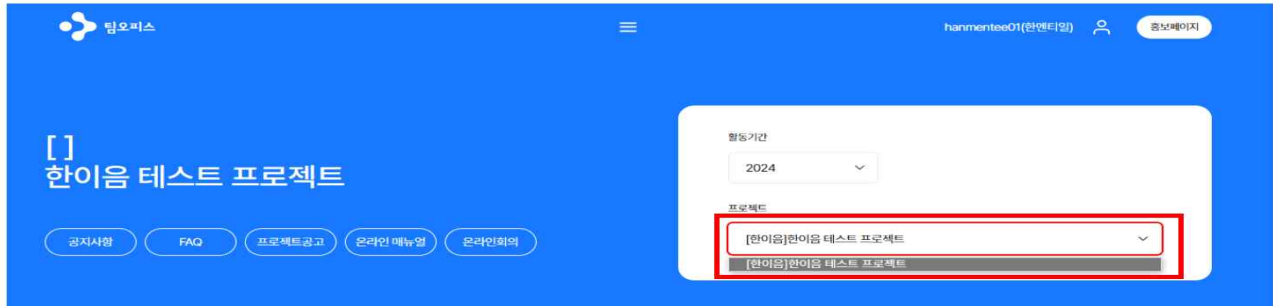 팀오피스
hanmentee01(한멘티일)
홍보페이지
[ ]
한이음 테스트 프로젝트
공지사항
FAQ
프로젝트공고
온라인 매뉴얼
온라인회의
활동기간
2024
프로젝트
[한이음]한이음 테스트 프로젝트
[한이음]한이음 테스트 프로젝트